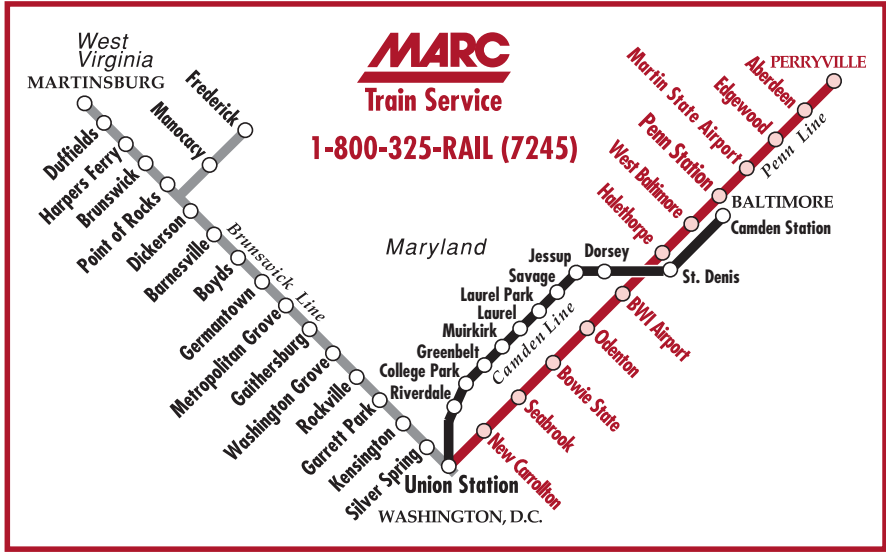 West
Virginia
MARTINSBURG
MARC
Train Service
1-800-325-RAIL (7245)
PERRYVILLE
Frederick
Manocacy
Duffields
Harpers Ferry
Brunswick
Point of Rocks
Dickerson
Barnesville
Boyds
Germantown
Metropolitan Grove
Gaithersburg
Washington Grove
Rockville
Garrett Park
Kensington
Silver Spring
Brunswick Line
Maryland
Aberdeen
Edgewood
Martin State Airport
Penn Station
West Baltimore
Halethorpe
Penn Line
BALTIMORE
Camden Station
St. Denis
Dorsey
Jessup
Savage
Laurel Park
Laurel
Muirkirk
Greenbelt
College Park
Riverdale
Camden Line
BWI Airport
Odenton
Bowie State
Seabrook
New Carrollton
Union Station
WASHINGTON, D.C.